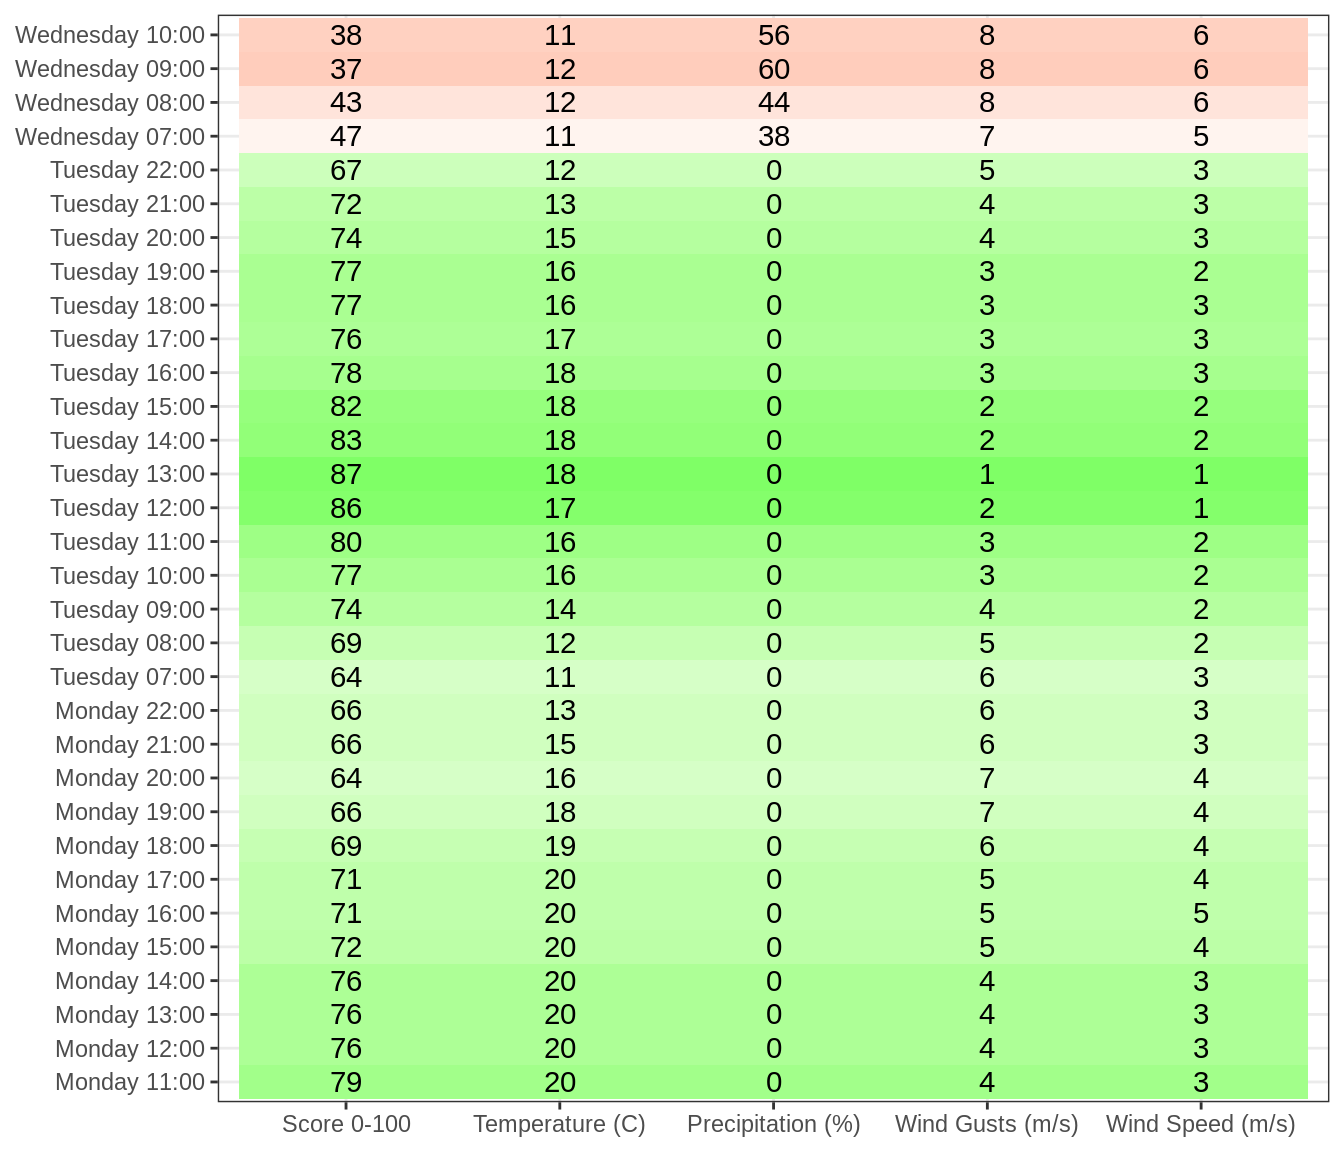 Wednesday 10:00 38 11 56 8 6
Wednesday 09:00 37 12 60 8 6
Wednesday 08:00 43 12 44 8 6
Wednesday 07:00 47 11 38 7 5
Tuesday 22:00 67 12 0 5 3
Tuesday 21:00 72 13 0 4 3
Tuesday 20:00 74 15 0 4 3
Tuesday 19:00 77 16 0 3 2
Tuesday 18:00 77 16 0 3 3
Tuesday 17:00 76 17 0 3 3
Tuesday 16:00 78 18 0 3 3
Tuesday 15:00 82 18 0 2 2
Tuesday 14:00 83 18 0 2 2
Tuesday 13:00 87 18 0 1 1
Tuesday 12:00 86 17 0 2 1
Tuesday 11:00 80 16 0 3 2
Tuesday 10:00 77 16 0 3 2
Tuesday 09:00 74 14 0 4 2
Tuesday 08:00 69 12 0 5 2
Tuesday 07:00 64 11 0 6 3
Monday 22:00 66 13 0 6 3
Monday 21:00 66 15 0 6 3
Monday 20:00 64 16 0 7 4
Monday 19:00 66 18 0 7 4
Monday 18:00 69 19 0 6 4
Monday 17:00 71 20 0 5 4
Monday 16:00 71 20 0 5 5
Monday 15:00 72 20 0 5 4
Monday 14:00 76 20 0 4 3
Monday 13:00 76 20 0 4 3
Monday 12:00 76 20 0 4 3
Monday 11:00 79 20 0 4 3
Score 0-100 Temperature (C) Precipitation (%) Wind Gusts (m/s) Wind Speed (m/s)